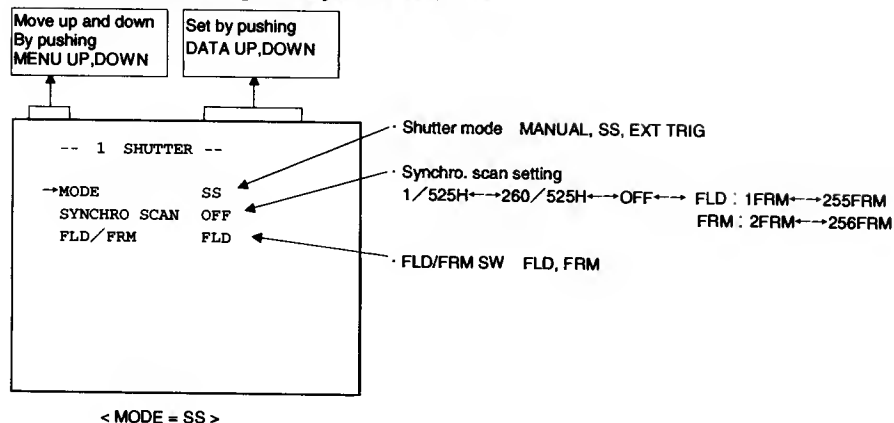 Move up and down
By pushing
MENU UP,DOWN
Set by pushing
DATA UP,DOWN
-- 1 SHUTTER --
→MODE SS
SYNCHRO SCAN OFF
FLD/FRM FLD
· Shutter mode MANUAL, SS, EXT TRIG
· Synchro. scan setting
1/525H←→260/525H←→OFF←→ FLD : 1FRM←→255FRM
FRM : 2FRM←→256FRM
· FLD/FRM SW FLD, FRM
< MODE = SS >